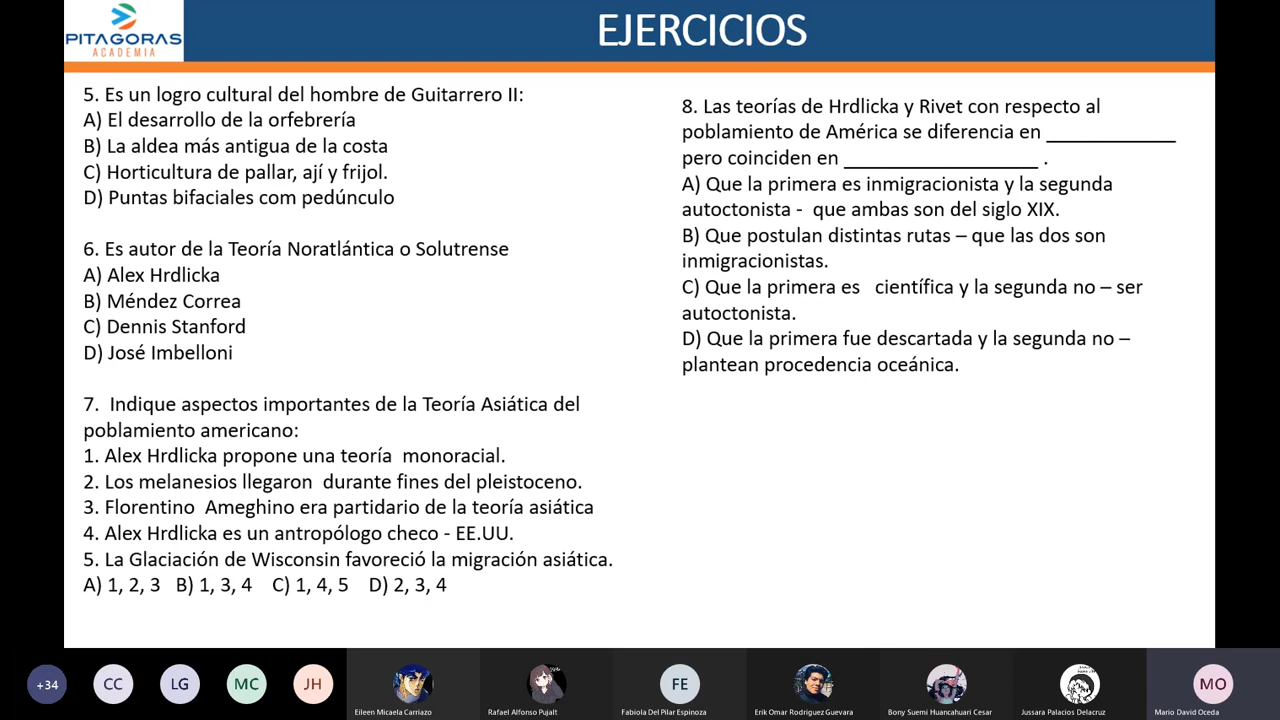 PITAGORAS
ACADEMIA
EJERCICIOS
5. Es un logro cultural del hombre de Guitarrero II:
A) El desarrollo de la orfebrería
B) La aldea más antigua de la costa
C) Horticultura de pallar, ají y frijol.
D) Puntas bifaciales com pedúnculo
6. Es autor de la Teoría Noratlántica o Solutrense
A) Alex Hrdlicka
B) Méndez Correa
C) Dennis Stanford
D) José Imbelloni
7. Indique aspectos importantes de la Teoría Asiática del
poblamiento americano:
1. Alex Hrdlicka propone una teoría monoracial.
2. Los melanesios llegaron durante fines del pleistoceno.
3. Florentino Ameghino era partidario de la teoría asiática
4. Alex Hrdlicka es un antropólogo checo - EE.UU.
5. La Glaciación de Wisconsin favoreció la migración asiática.
A) 1, 2, 3 B) 1, 3, 4 C) 1, 4, 5 D) 2, 3, 4
8. Las teorías de Hrdlicka y Rivet con respecto al
poblamiento de América se diferencia en ____________
pero coinciden en __________________ .
A) Que la primera es inmigracionista y la segunda
autoctonista - que ambas son del siglo XIX.
B) Que postulan distintas rutas – que las dos son
inmigracionistas.
C) Que la primera es científica y la segunda no – ser
autoctonista.
D) Que la primera fue descartada y la segunda no –
plantean procedencia oceánica.
+34
CC
LG
MC
JH
FE
MO
Eileen Micaela Carriazo
Rafael Alfonso Pujalt
Fabiola Del Pilar Espinoza
Erik Omar Rodriguez Guevara
Bony Suemi Huancahuari Cesar
Jussara Palacios Delacruz
Mario David Oceda